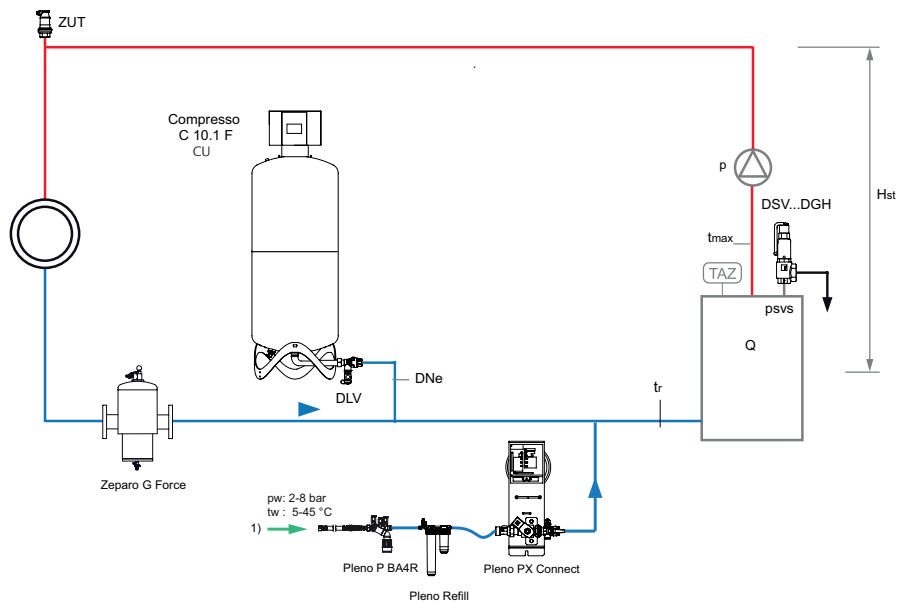 ZUT
Compresso
C 10.1 F
CU
p
DSV...DGH
Hst
tmax
TAZ
psvs
Q
DNe
DLV
tr
Zeparo G Force
pw: 2-8 bar
tw : 5-45 °C
1)
Pleno P BA4R
Pleno PX Connect
Pleno Refill